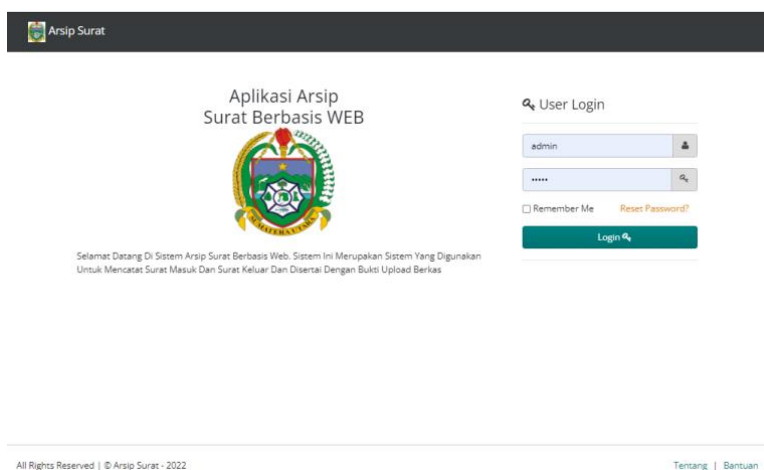 Arsip Surat
Aplikasi Arsip
Surat Berbasis WEB
SUMATERA UTARA
Selamat Datang Di Sistem Arsip Surat Berbasis Web. Sistem Ini Merupakan Sistem Yang Digunakan
Untuk Mencatat Surat Masuk Dan Surat Keluar Dan Disertai Dengan Bukti Upload Berkas
User Login
admin
•••••
Remember Me Reset Password?
Login
All Rights Reserved | © Arsip Surat - 2022
Tentang | Bantuan